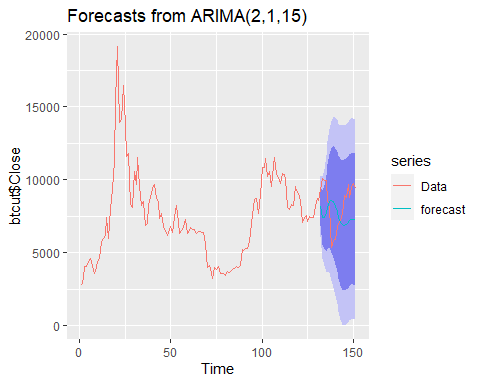 Forecasts from ARIMA(2,1,15)
20000
15000
10000
5000
0
btcut$Close
0
50
100
150
Time
series
Data
forecast